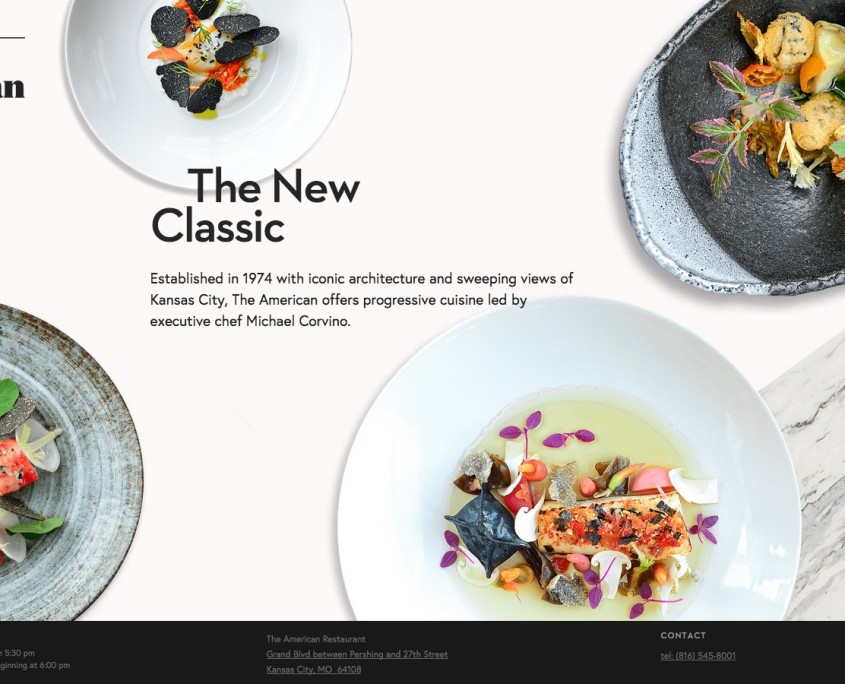 an
The New
Classic
Established in 1974 with iconic architecture and sweeping views of
Kansas City, The American offers progressive cuisine led by
executive chef Michael Corvino.
5:30 pm
ginning at 6:00 pm
The American Restaurant
Grand Blvd between Pershing and 27th Street
Kansas City, MO 64108
CONTACT
tel: (816) 545-8001